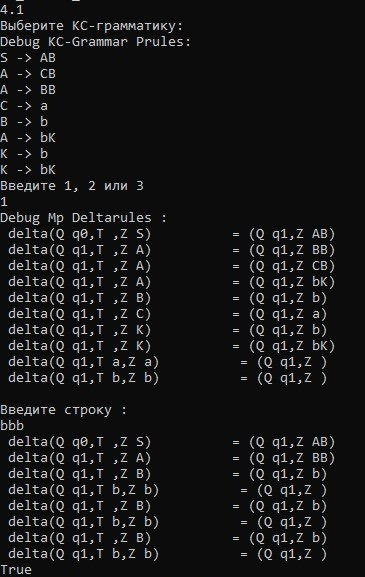 4.1
Выберите КС-грамматику:
Debug KC-Grammar Prules:
S -> AB
A -> CB
A -> BB
C -> a
B -> b
A -> bK
K -> b
K -> bK
Введите 1, 2 или 3
1
Debug Mp Deltarules :
delta(Q q0,T ,Z S) = (Q q1,Z AB)
delta(Q q1,T ,Z A) = (Q q1,Z BB)
delta(Q q1,T ,Z A) = (Q q1,Z CB)
delta(Q q1,T ,Z A) = (Q q1,Z bK)
delta(Q q1,T ,Z B) = (Q q1,Z b)
delta(Q q1,T ,Z C) = (Q q1,Z a)
delta(Q q1,T ,Z K) = (Q q1,Z b)
delta(Q q1,T ,Z K) = (Q q1,Z bK)
delta(Q q1,T a,Z a) = (Q q1,Z )
delta(Q q1,T b,Z b) = (Q q1,Z )
Введите строку :
bbb
delta(Q q0,T ,Z S) = (Q q1,Z AB)
delta(Q q1,T ,Z A) = (Q q1,Z BB)
delta(Q q1,T ,Z B) = (Q q1,Z b)
delta(Q q1,T b,Z b) = (Q q1,Z )
delta(Q q1,T ,Z B) = (Q q1,Z b)
delta(Q q1,T b,Z b) = (Q q1,Z )
delta(Q q1,T ,Z B) = (Q q1,Z b)
delta(Q q1,T b,Z b) = (Q q1,Z )
True